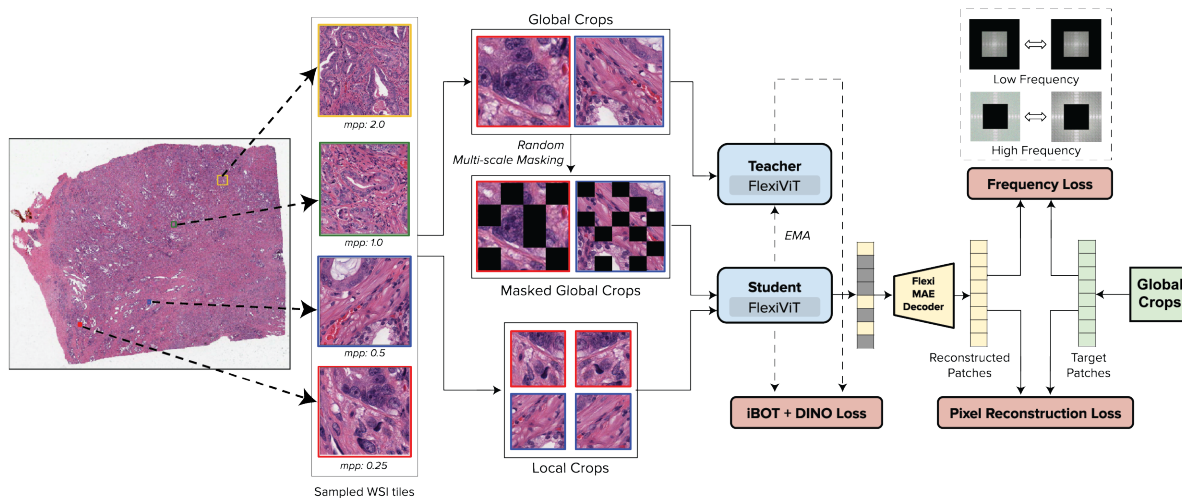 Global Crops
mpp: 2.0
Low Frequency
Random
Multi-scale Masking
High Frequency
Teacher
FlexiViT
Frequency Loss
mpp: 1.0
EMA
Masked Global Crops
Student
FlexiViT
Flexi
MAE
Decoder
Global
Crops
mpp: 0.5
Reconstructed
Patches
Target
Patches
iBOT + DINO Loss
Pixel Reconstruction Loss
mpp: 0.25
Local Crops
Sampled WSI tiles